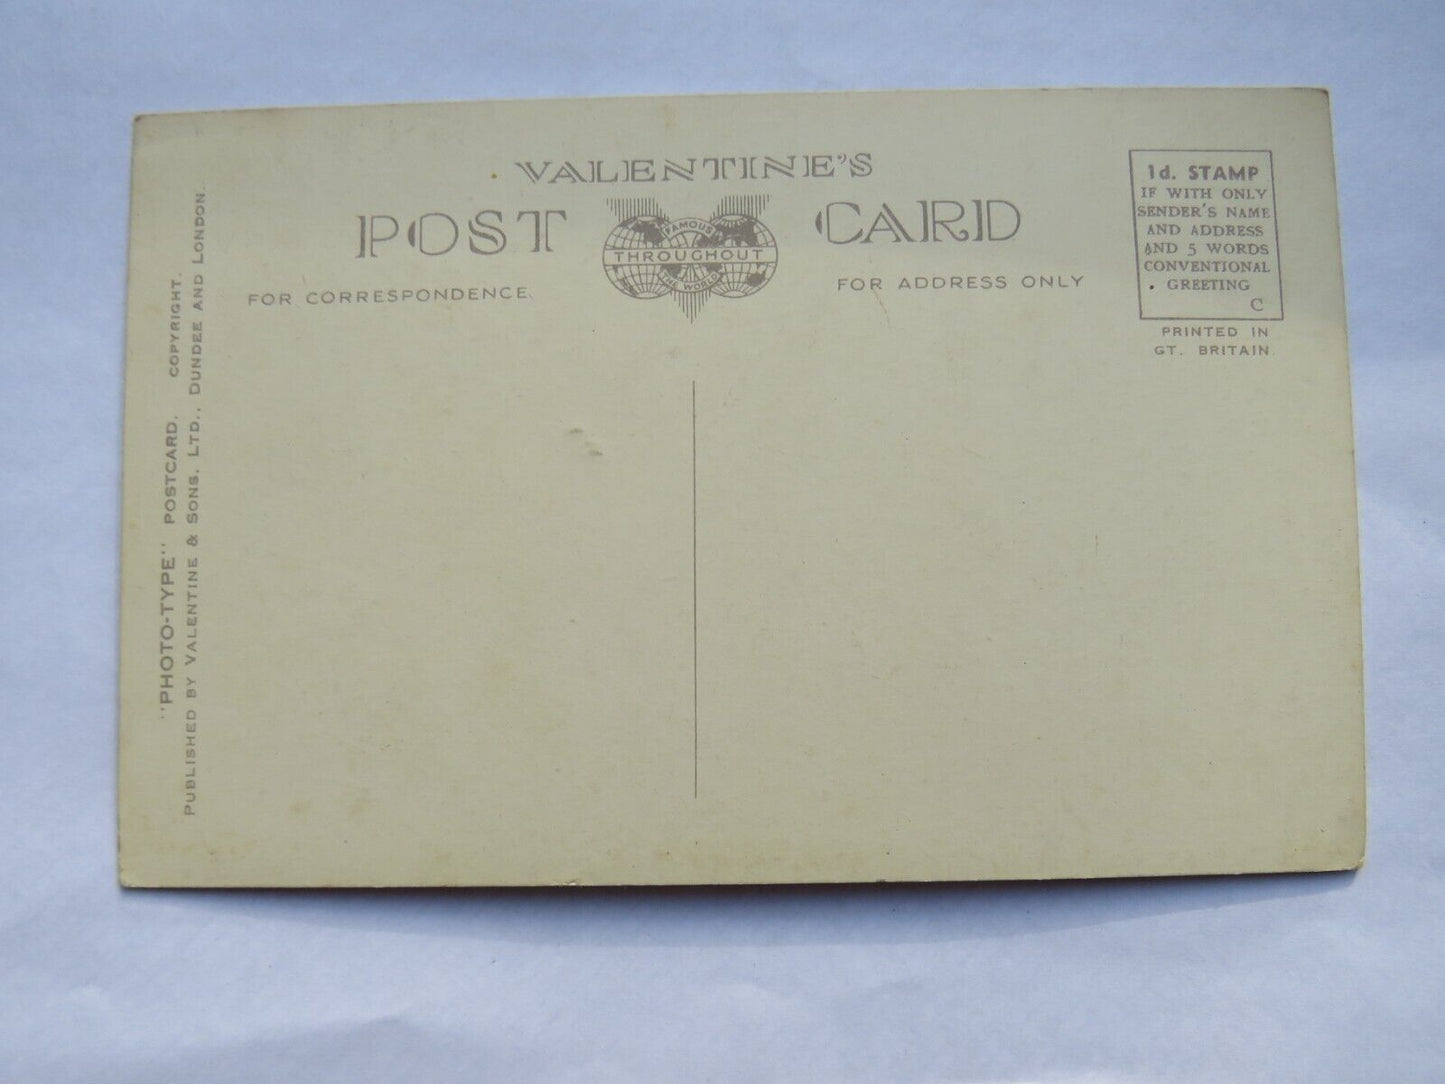 VALENTINE'S
POST CARD
FAMOUS
THROUGHOUT
THE WORLD
FOR CORRESPONDENCE.
FOR ADDRESS ONLY
1d. STAMP
IF WITH ONLY
SENDER'S NAME
AND ADDRESS
AND 5 WORDS
CONVENTIONAL
GREETING
C
PRINTED IN
GT. BRITAIN.
"PHOTO-TYPE" POSTCARD. COPYRIGHT.
PUBLISHED BY VALENTINE & SONS. LTD., DUNDEE AND LONDON.